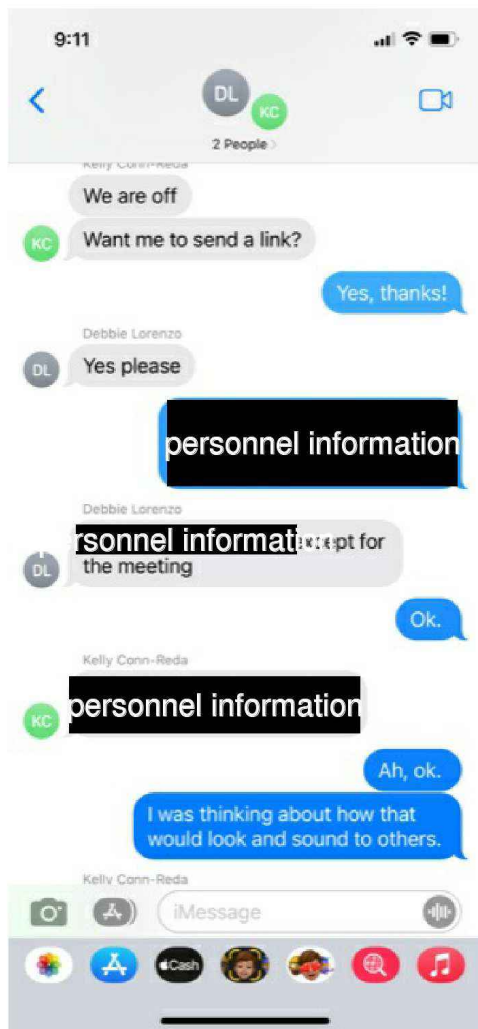 9:11
DL
KC
2 People
Kelly Conn-Reda
We are off
KC
Want me to send a link?
Yes, thanks!
Debbie Lorenzo
DL
Yes please
personnel information
Debbie Lorenzo
rsonnel information
except for
DL
the meeting
Ok.
Kelly Conn-Reda
personnel information
KC
Ah, ok.
I was thinking about how that
would look and sound to others.
Kelly Conn-Reda
iMessage
Cash